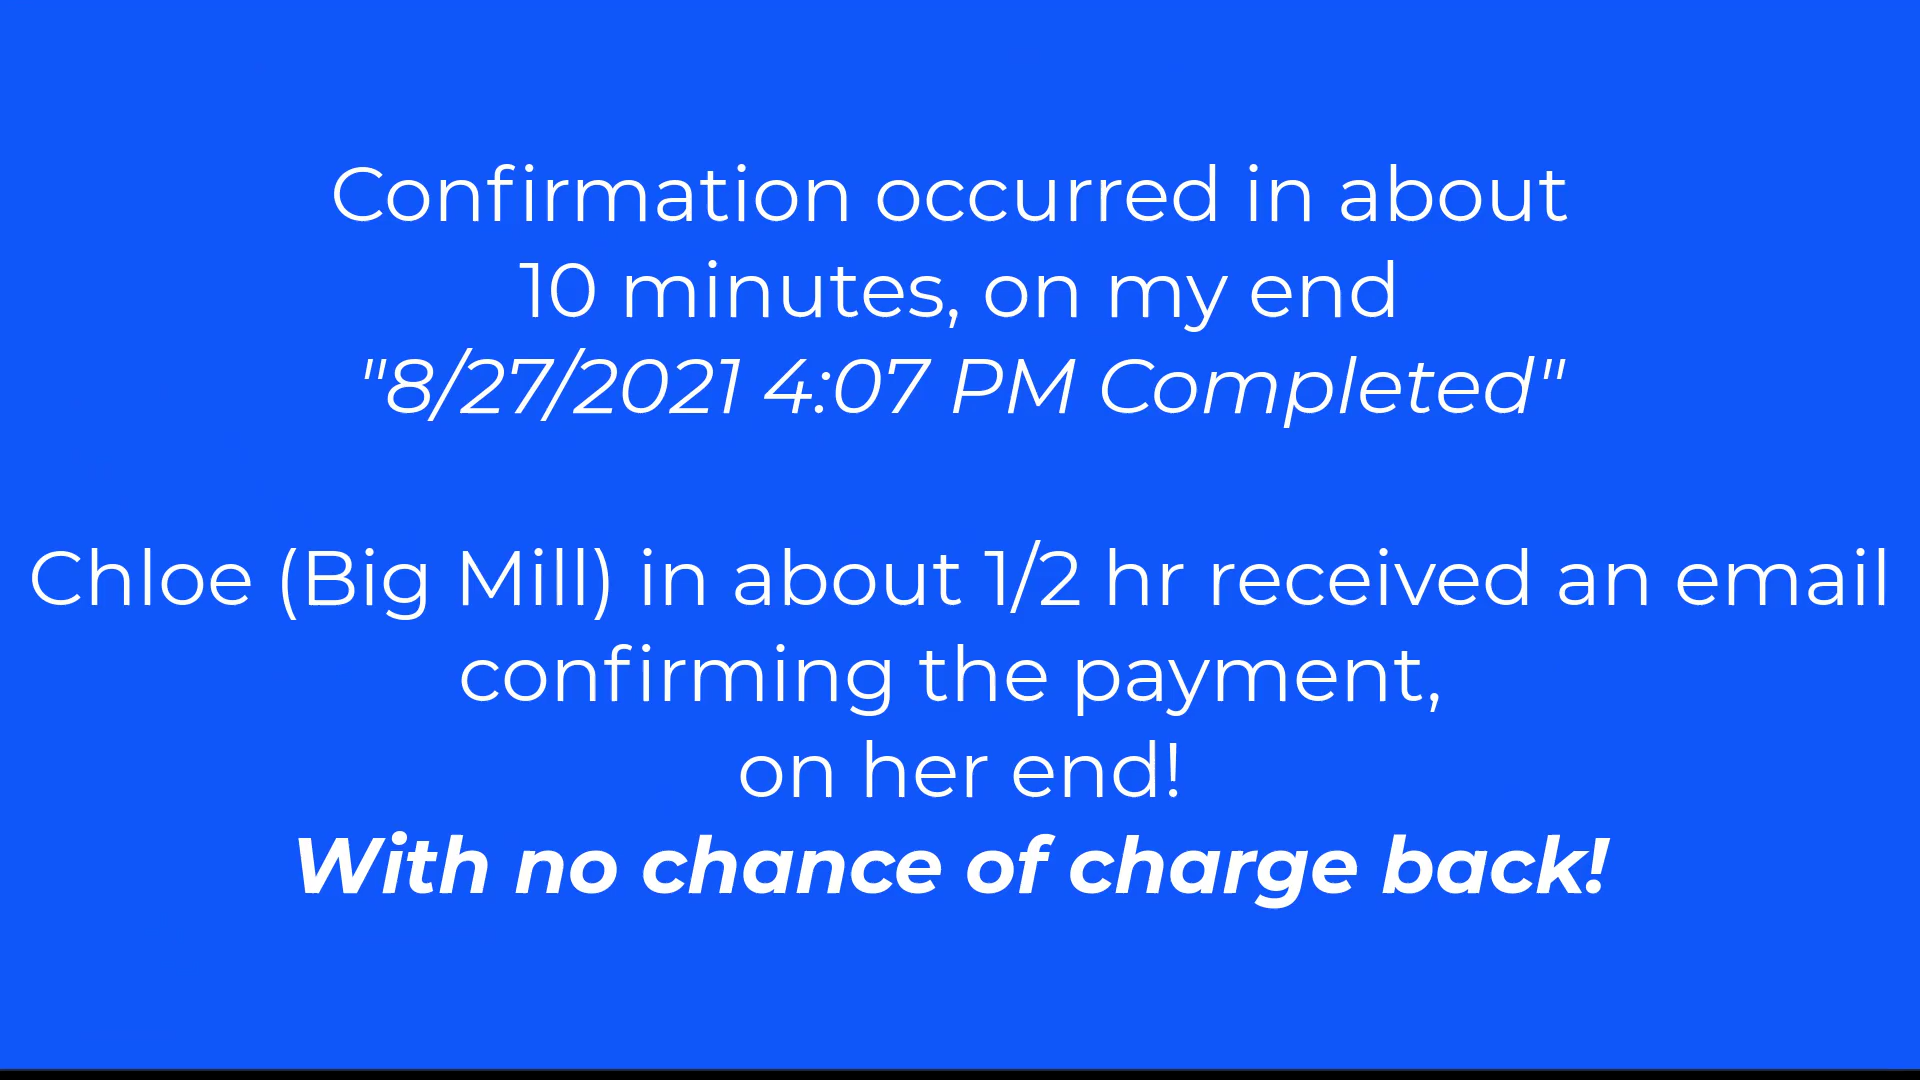 Confirmation occurred in about
10 minutes, on my end
"8/27/2021 4:07 PM Completed"
Chloe (Big Mill) in about 1/2 hr received an email
confirming the payment,
on her end!
With no chance of charge back!